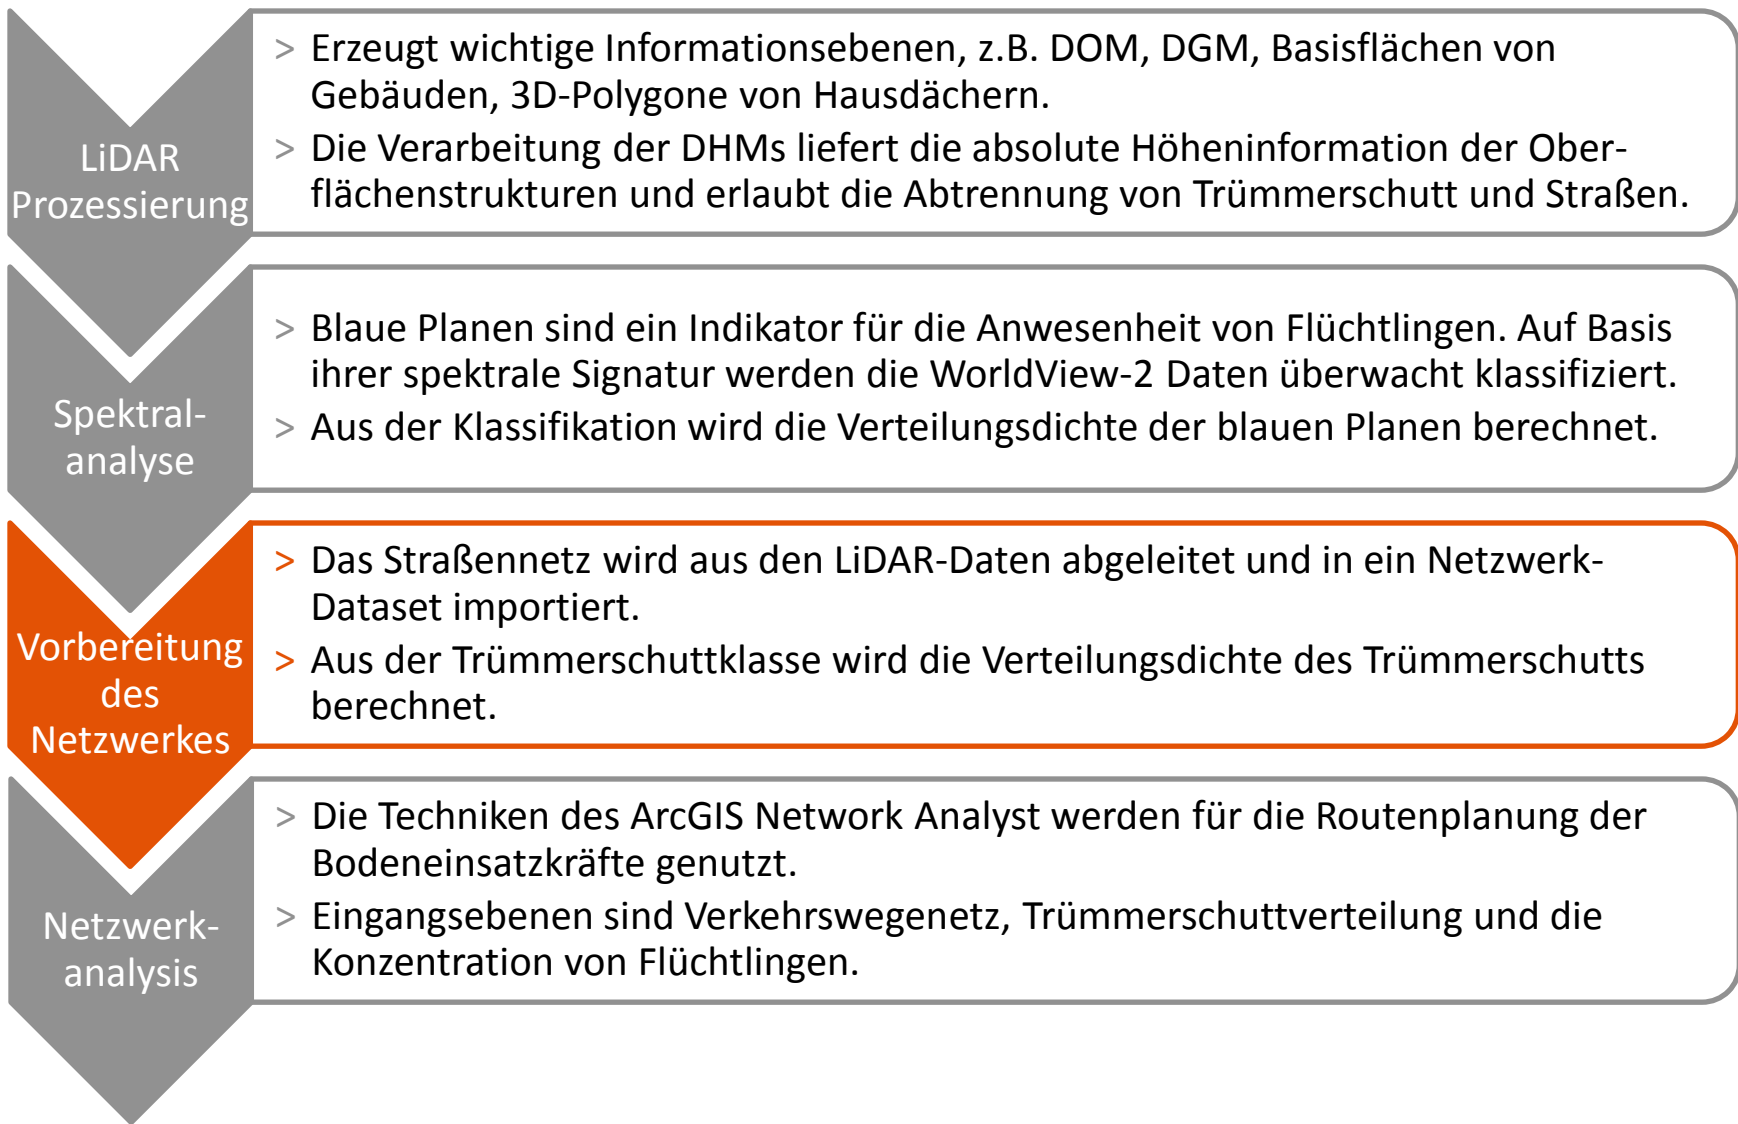 LiDAR
Prozessierung
> Erzeugt wichtige Informationsebenen, z.B. DOM, DGM, Basisflächen von
Gebäuden, 3D-Polygone von Hausdächern.
> Die Verarbeitung der DHMs liefert die absolute Höheninformation der Ober-
flächenstrukturen und erlaubt die Abtrennung von Trümmerschutt und Straßen.
Spektral-
analyse
> Blaue Planen sind ein Indikator für die Anwesenheit von Flüchtlingen. Auf Basis
ihrer spektrale Signatur werden die WorldView-2 Daten überwacht klassifiziert.
> Aus der Klassifikation wird die Verteilungsdichte der blauen Planen berechnet.
Vorbereitung
des
Netzwerkes
> Das Straßennetz wird aus den LiDAR-Daten abgeleitet und in ein Netzwerk-
Dataset importiert.
> Aus der Trümmerschuttklasse wird die Verteilungsdichte des Trümmerschutts
berechnet.
Netzwerk-
analysis
> Die Techniken des ArcGIS Network Analyst werden für die Routenplanung der
Bodeneinsatzkräfte genutzt.
> Eingangsebenen sind Verkehrswegenetz, Trümmerschuttverteilung und die
Konzentration von Flüchtlingen.